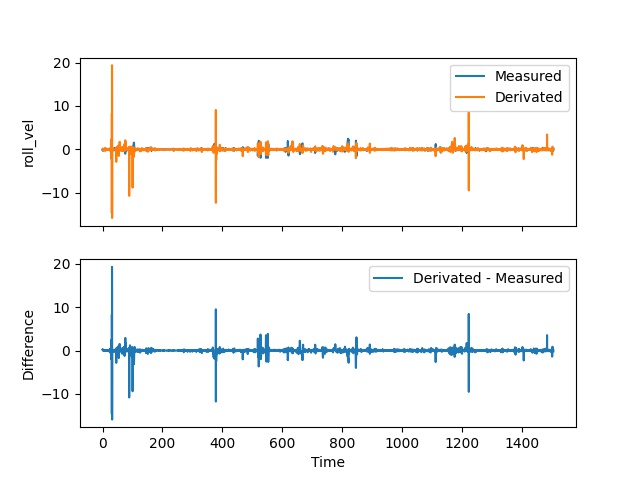 20
10
0
−10
roll_vel
Measured
Derivated
20
10
0
−10
Difference
Derivated - Measured
0 200 400 600 800 1000 1200 1400
Time